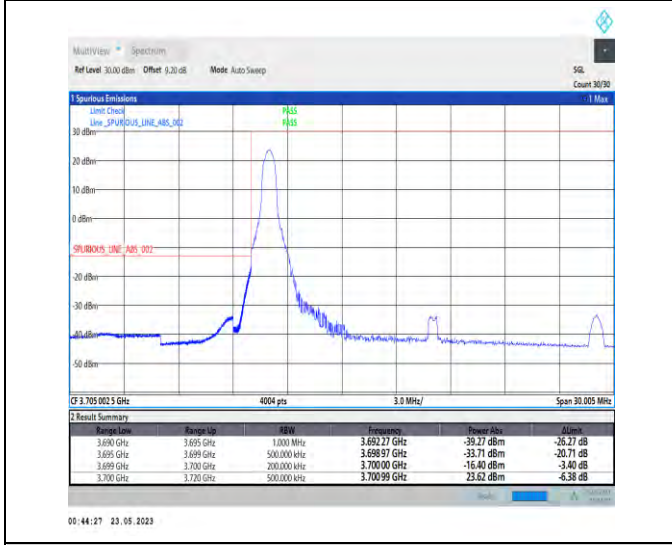 MultiView Spectrum
Ref Level 30.00 dBm Offset 9.20 dB Mode Auto Sweep SGL
Count 30/30
1 Spurious Emissions 1 Max
Limit Check PASS
Line _SPURIOUS_LINE_ABS_002 PASS
30 dBm
20 dBm
10 dBm
0 dBm
SPURIOUS_LINE_ABS_002
-20 dBm
-30 dBm
-40 dBm
-50 dBm
CF 3.705 002 5 GHz 4004 pts 3.0 MHz/ Span 30.005 MHz
2 Result Summary
Range Low Range Up RBW Frequency Power Abs ΔLimit
3.690 GHz 3.695 GHz 1.000 MHz 3.692 27 GHz -39.27 dBm -26.27 dB
3.695 GHz 3.699 GHz 500.000 kHz 3.698 97 GHz -33.71 dBm -20.71 dB
3.699 GHz 3.700 GHz 200.000 kHz 3.700 00 GHz -16.40 dBm -3.40 dB
3.700 GHz 3.720 GHz 500.000 kHz 3.700 99 GHz 23.62 dBm -6.38 dB
00:44:27 23.05.2023